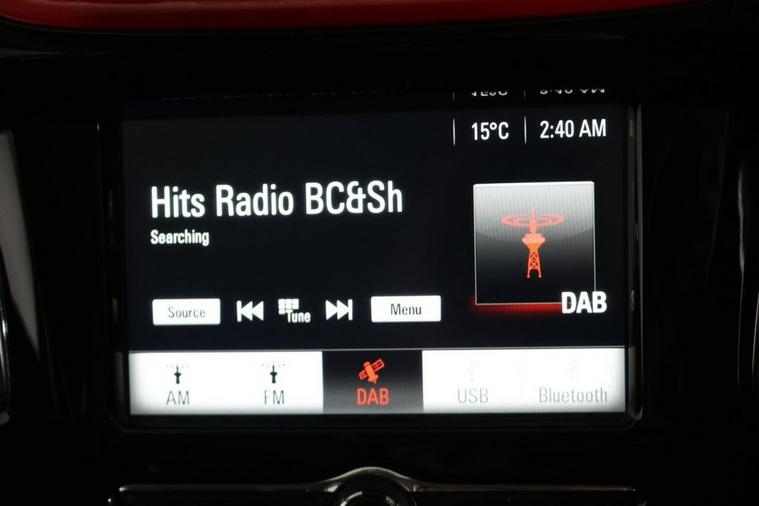 15°C 2:40 AM
Hits Radio BC&Sh
Searching
DAB
Source Tune Menu
AM FM DAB USB Bluetooth